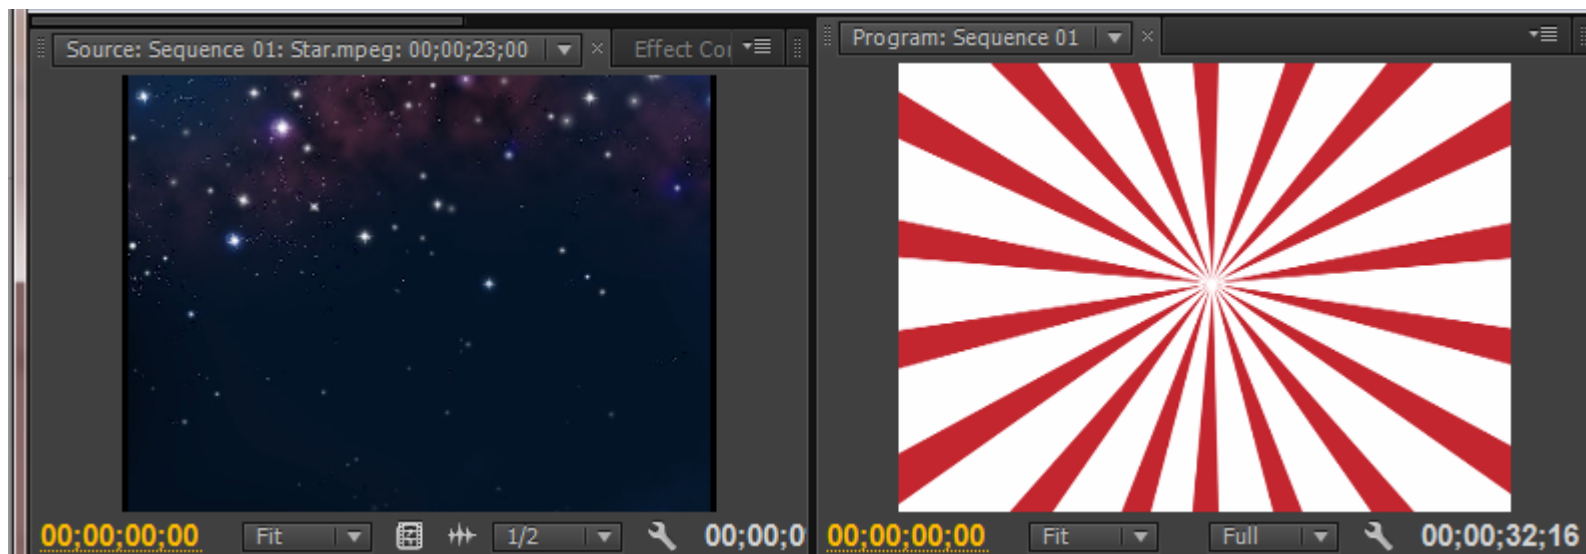 Source: Sequence 01: Star.mpeg: 00;00;23;00
Effect Co
Program: Sequence 01
00;00;00;00
Fit
1/2
00;00;0
00;00;00;00
Fit
Full
00;00;32;16